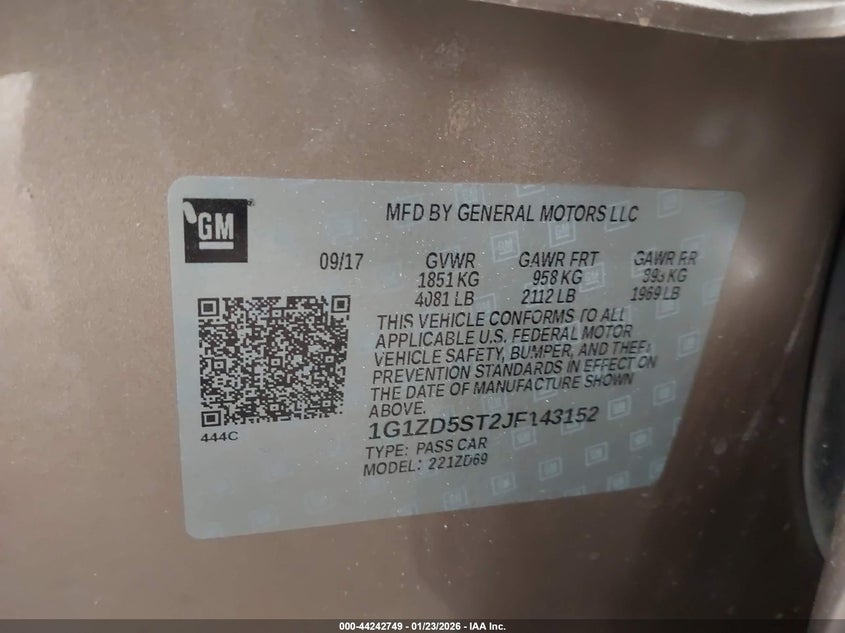 GM
MFD BY GENERAL MOTORS LLC
09/17 GVWR GAWR FRT GAWR RR
1851 KG 958 KG 893 KG
4081 LB 2112 LB 1969 LB
THIS VEHICLE CONFORMS TO ALL
APPLICABLE U.S. FEDERAL MOTOR
VEHICLE SAFETY, BUMPER, AND THEFT
PREVENTION STANDARDS IN EFFECT ON
THE DATE OF MANUFACTURE SHOWN
ABOVE.
444C
1G1ZD5ST2JF143152
TYPE: PASS CAR
MODEL: 221ZD69
000-44242749 - 01/23/2026 - IAA Inc.